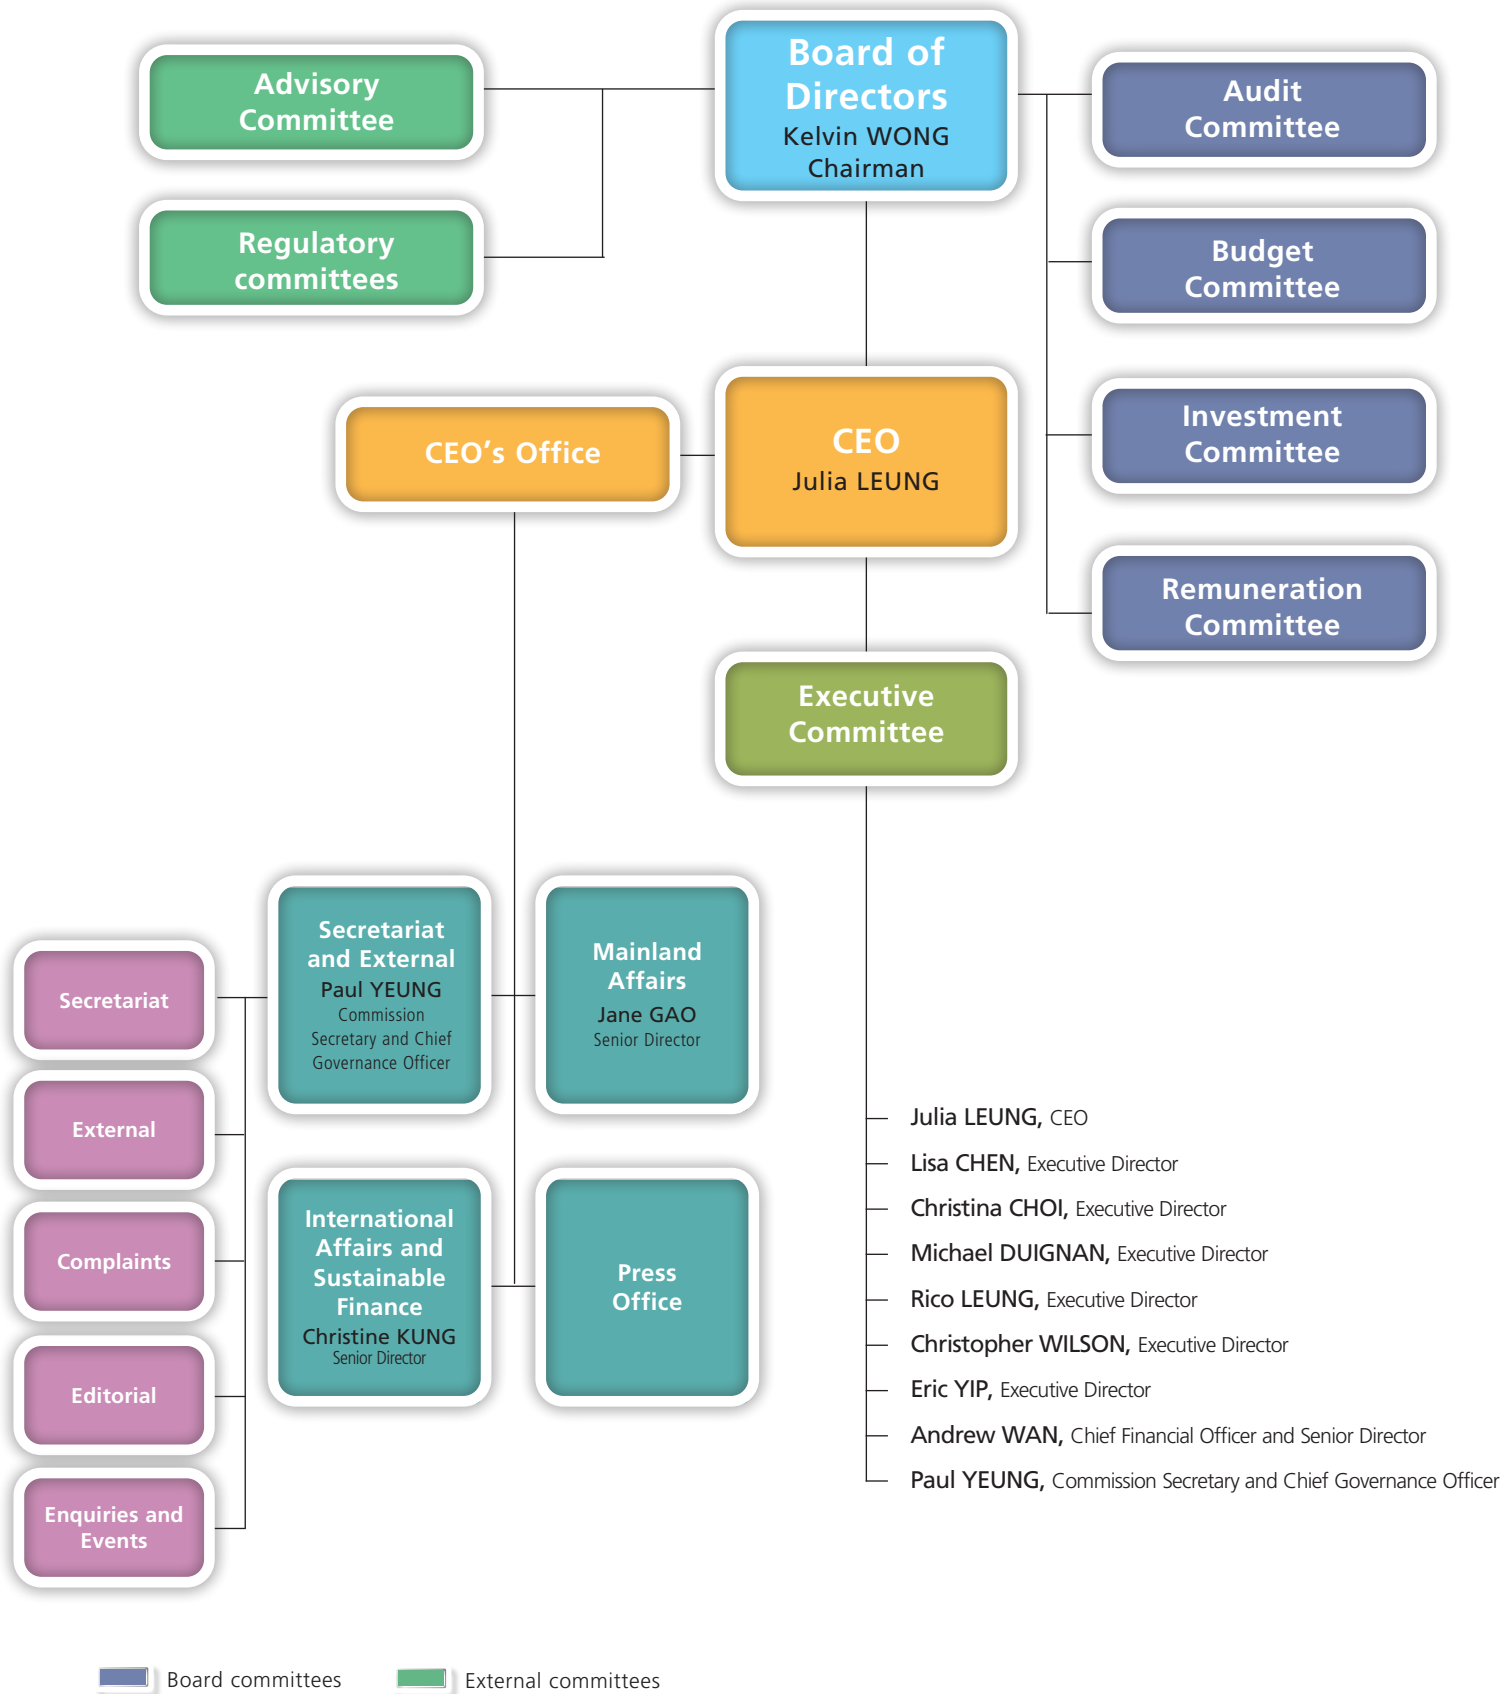 Board of
Directors
Kelvin WONG
Chairman
Advisory
Committee
Regulatory
committees
Audit
Committee
Budget
Committee
Investment
Committee
Remuneration
Committee
CEO's Office
CEO
Julia LEUNG
Executive
Committee
Secretariat
and External
Paul YEUNG
Commission
Secretary and Chief
Governance Officer
Mainland
Affairs
Jane GAO
Senior Director
International
Affairs and
Sustainable
Finance
Christine KUNG
Senior Director
Press
Office
Secretariat
External
Complaints
Editorial
Enquiries and
Events
Julia LEUNG, CEO
Lisa CHEN, Executive Director
Christina CHOI, Executive Director
Michael DUIGNAN, Executive Director
Rico LEUNG, Executive Director
Christopher WILSON, Executive Director
Eric YIP, Executive Director
Andrew WAN, Chief Financial Officer and Senior Director
Paul YEUNG, Commission Secretary and Chief Governance Officer
Board committees
External committees